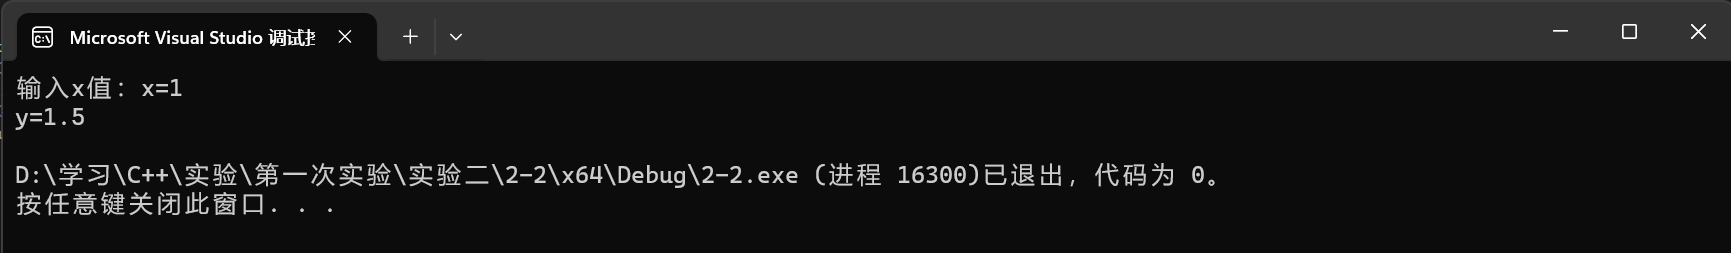 Microsoft Visual Studio 调试
输入x值：x=1
y=1.5
D:\学习\C++\实验\第一次实验\实验二\2-2\x64\Debug\2-2.exe (进程 16300)已退出，代码为 0。
按任意键关闭此窗口. . .